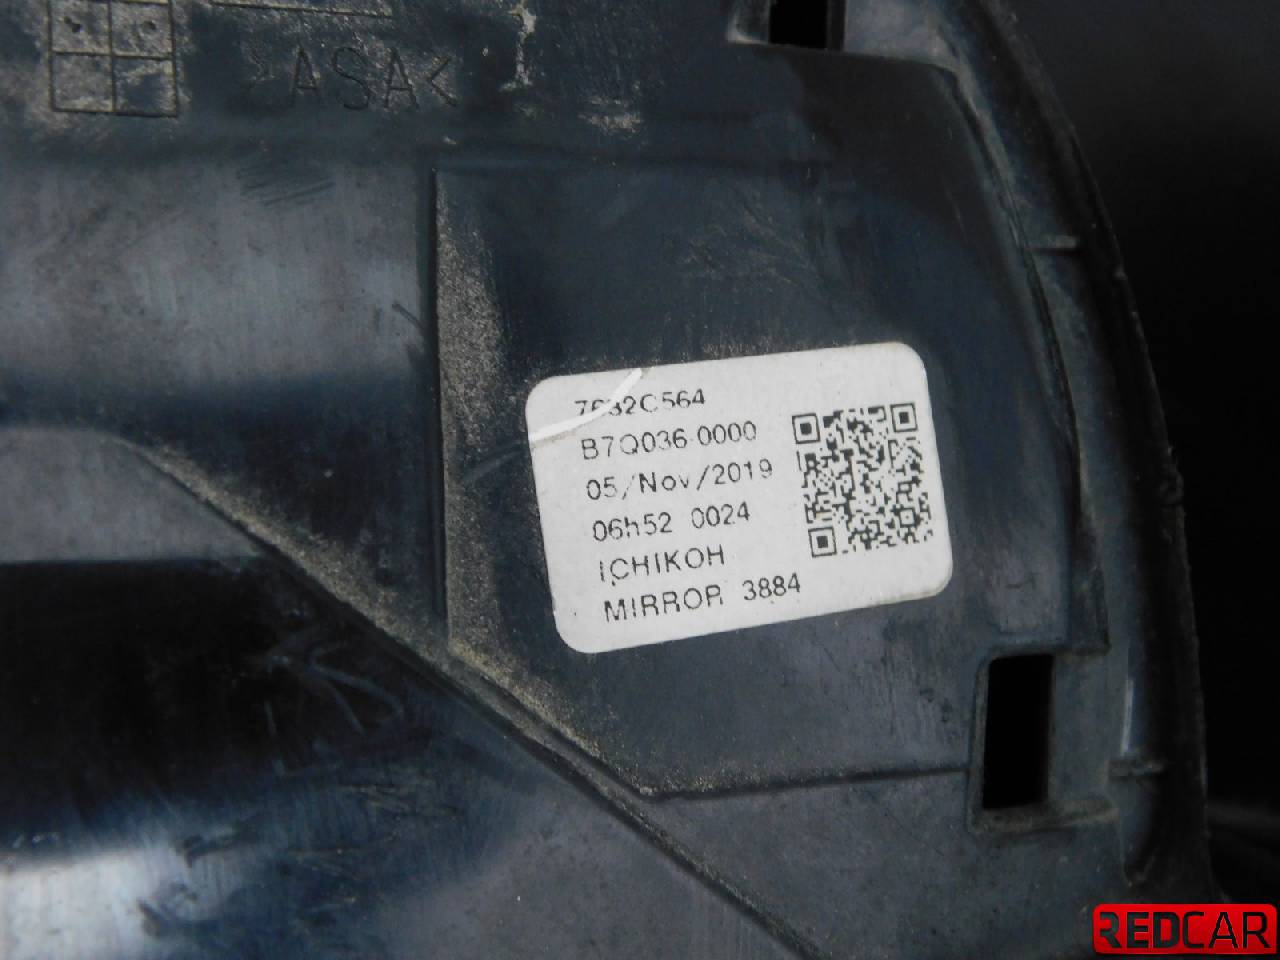 >ASA<
7632C564
B7Q036-0000
05/Nov/2019
06h52 0024
ICHIKOH
MIRROR 3884
REDCAR